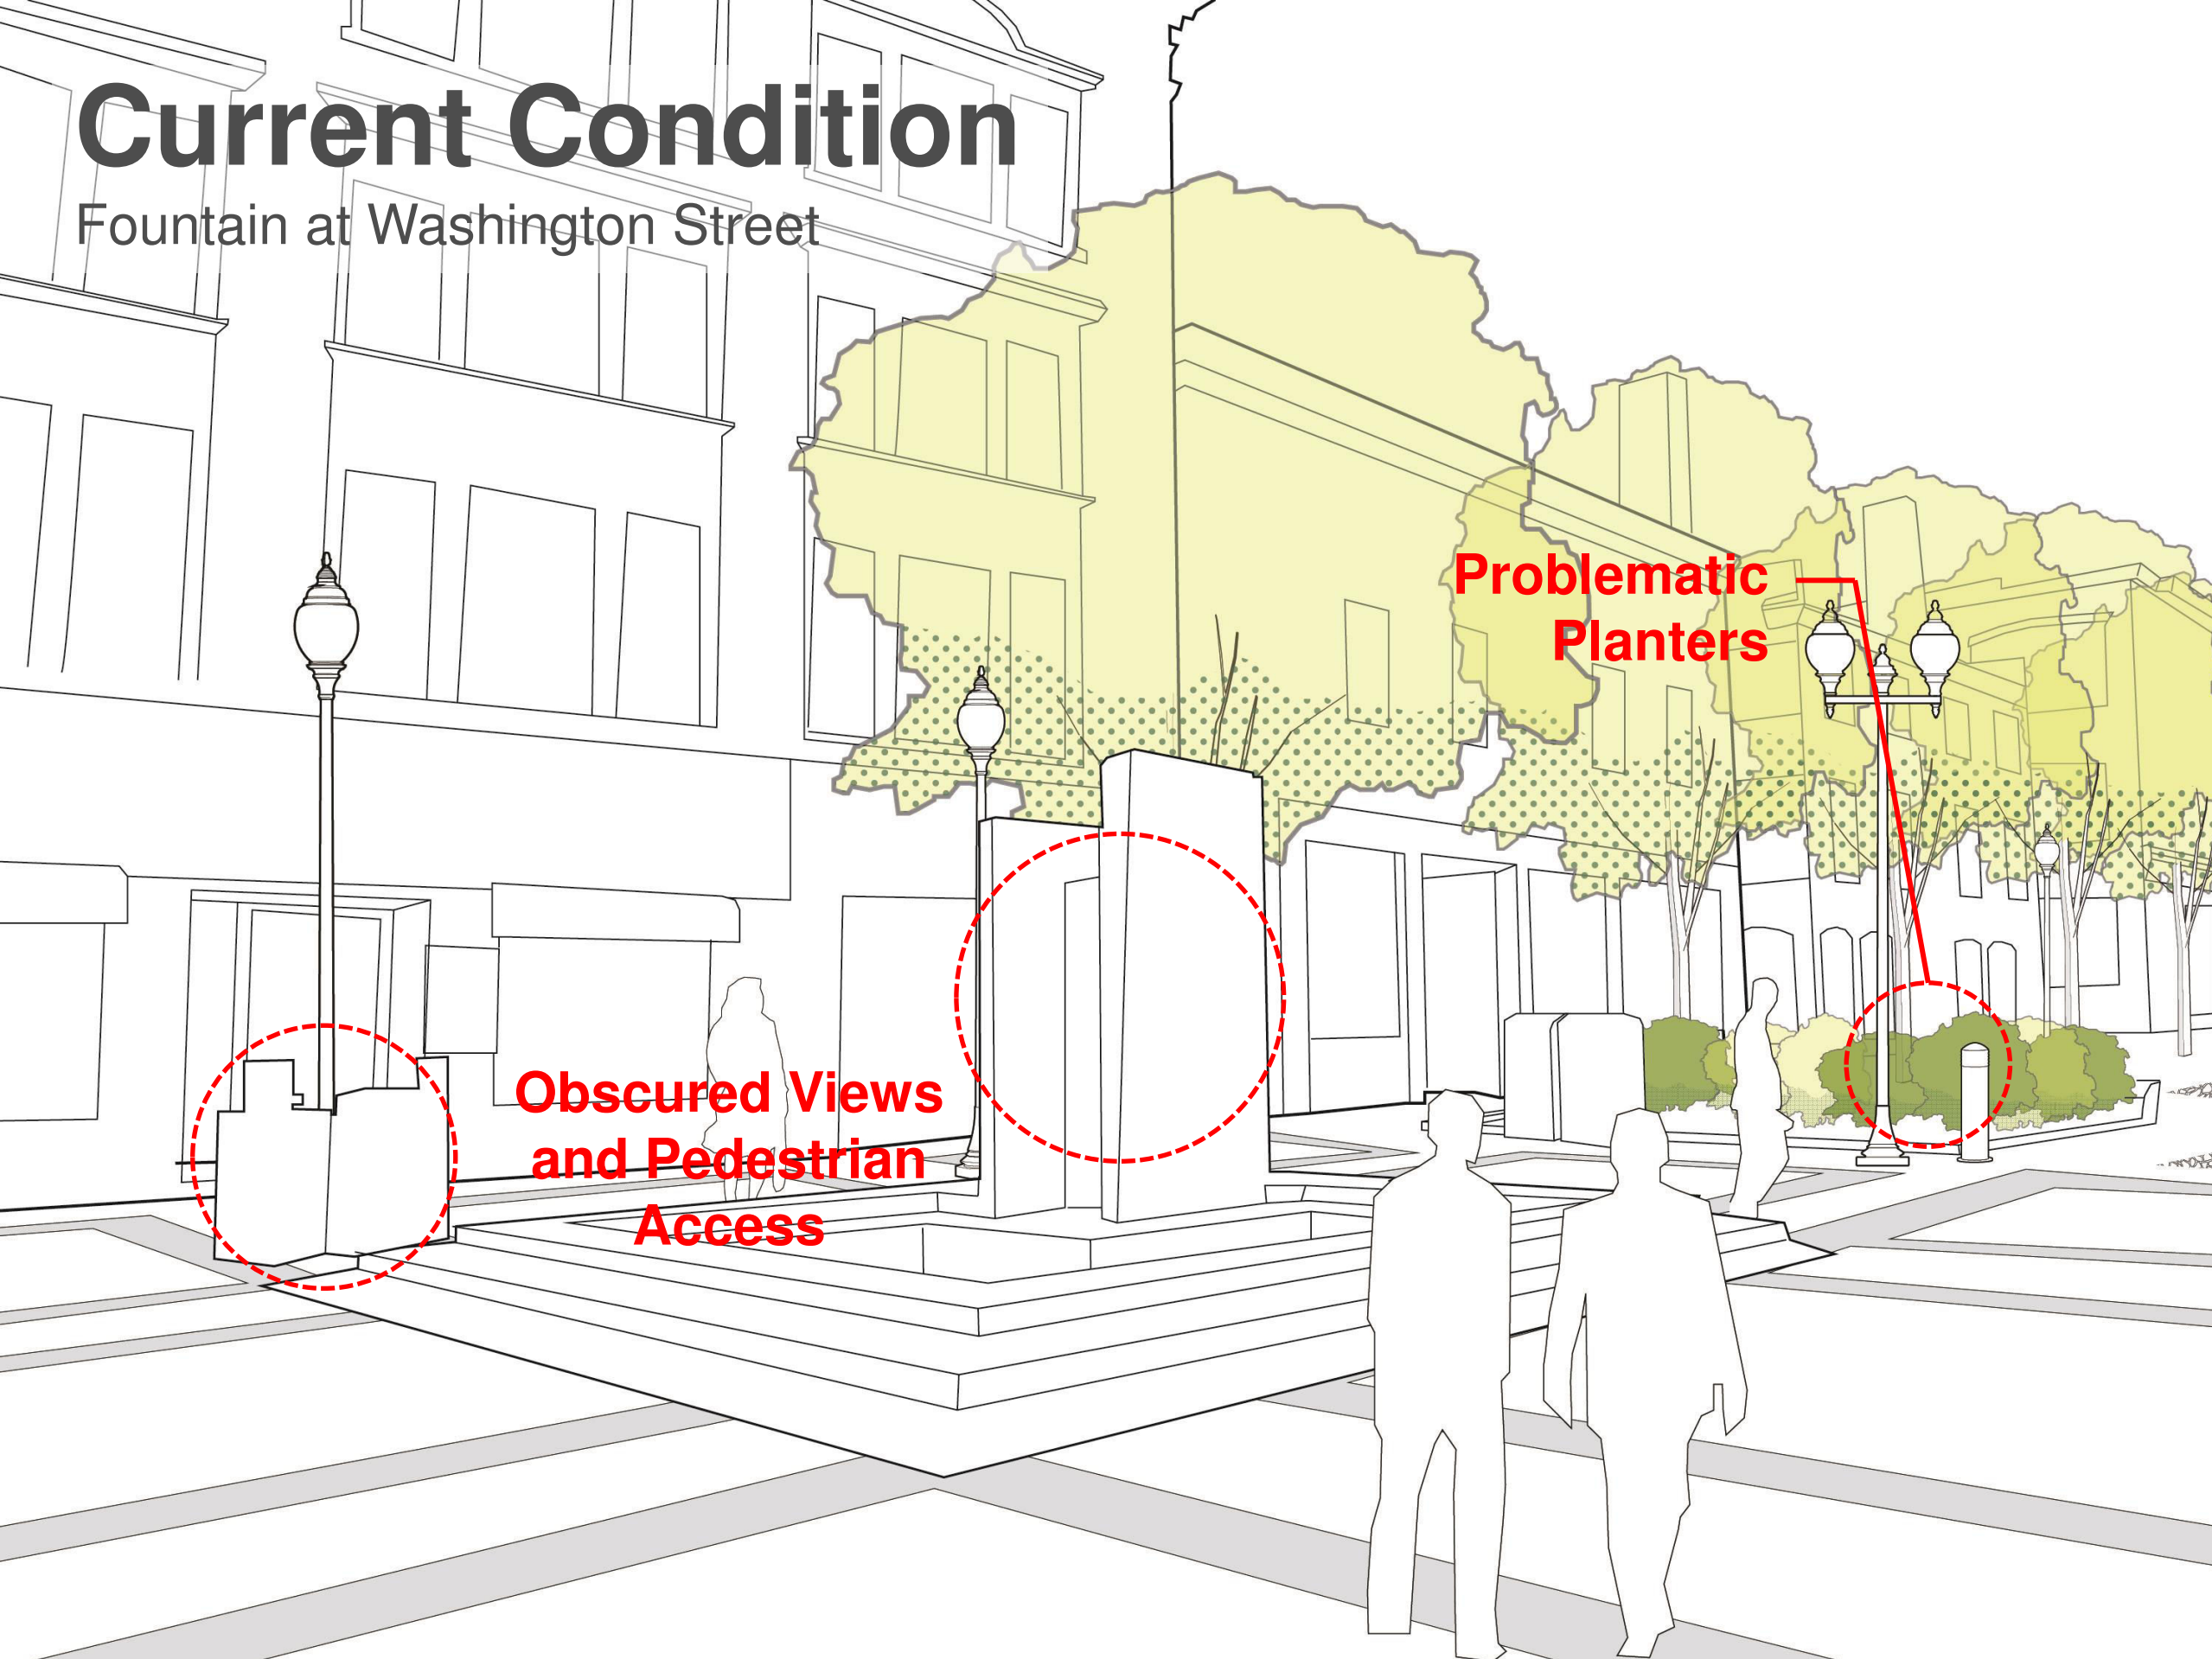 Current Condition
Fountain at Washington Street
Problematic
Planters
Obscured Views
and Pedestrian
Access